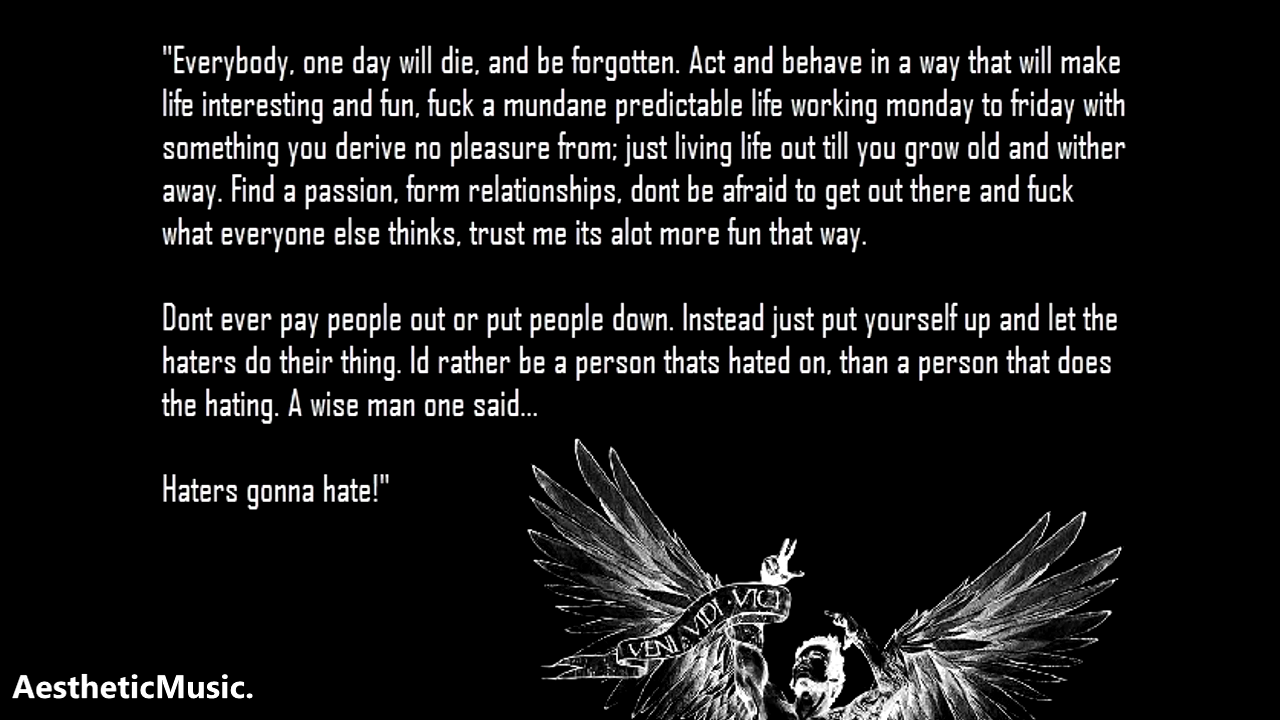 "Everybody, one day will die, and be forgotten. Act and behave in a way that will make
life interesting and fun, fuck a mundane predictable life working monday to friday with
something you derive no pleasure from; just living life out till you grow old and wither
away. Find a passion, form relationships, dont be afraid to get out there and fuck
what everyone else thinks, trust me its alot more fun that way.
Dont ever pay people out or put people down. Instead just put yourself up and let the
haters do their thing. Id rather be a person thats hated on, than a person that does
the hating. A wise man one said...
Haters gonna hate!"
VENI VIDI VICI
AestheticMusic.